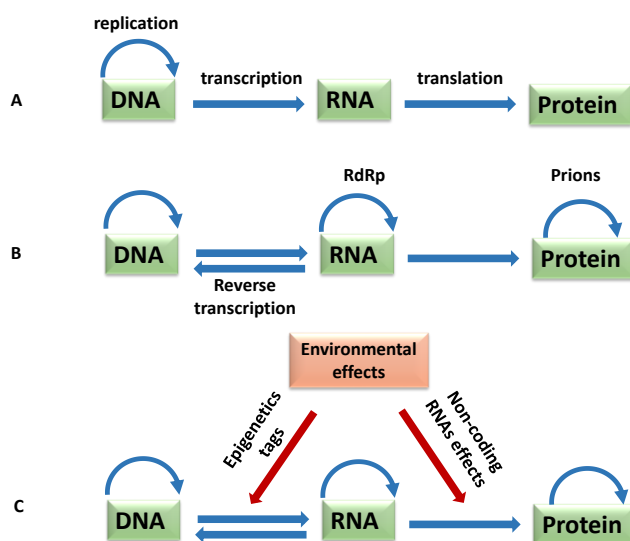 replication
transcription
translation
A
DNA
RNA
Protein
RdRp
Prions
B
DNA
RNA
Protein
Reverse
transcription
Environmental
effects
Epigenetics
tags
Non-coding
RNAs effects
C
DNA
RNA
Protein